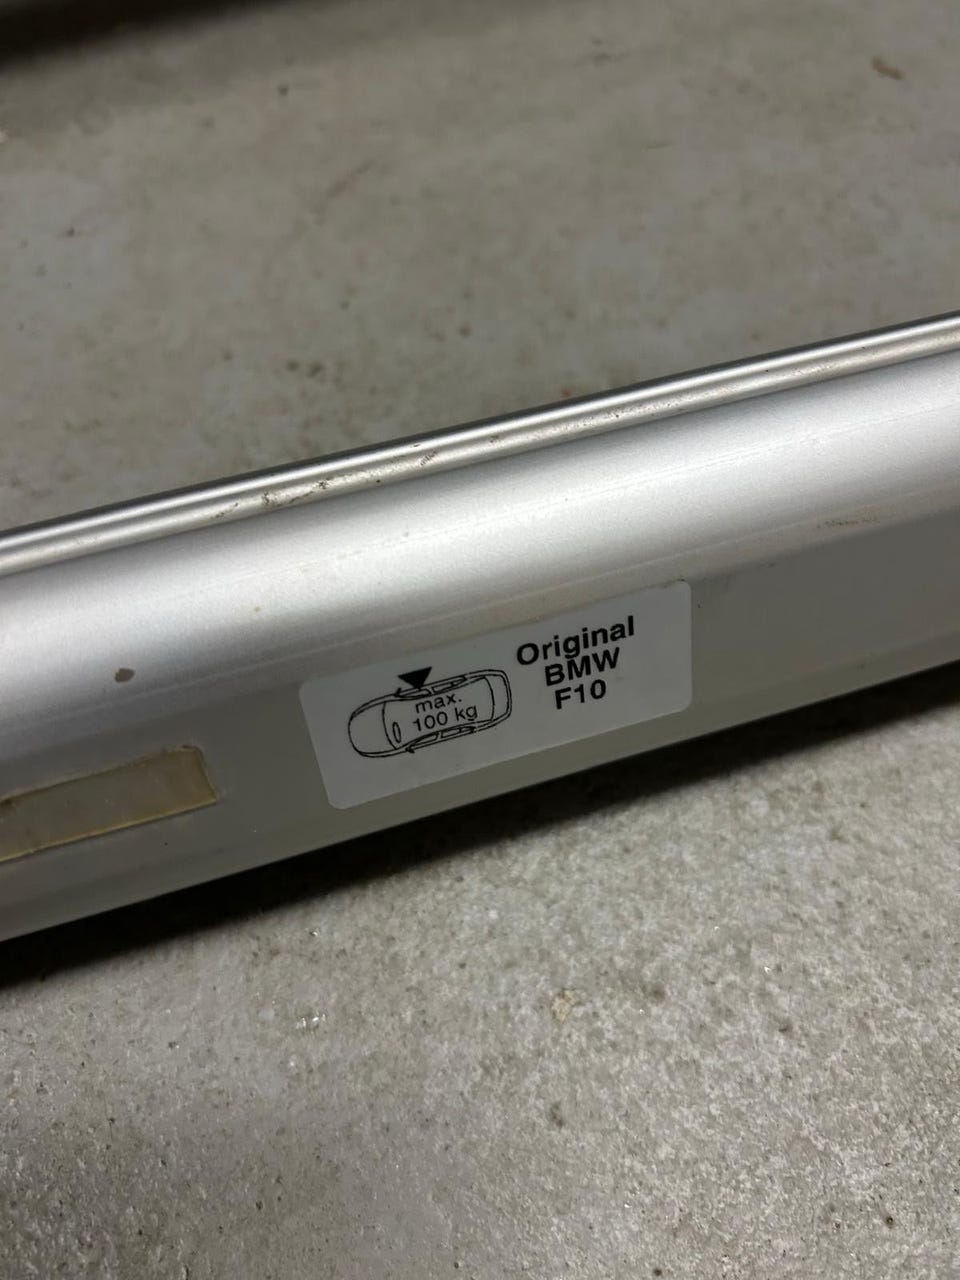 max.
100 kg
Original
BMW
F10